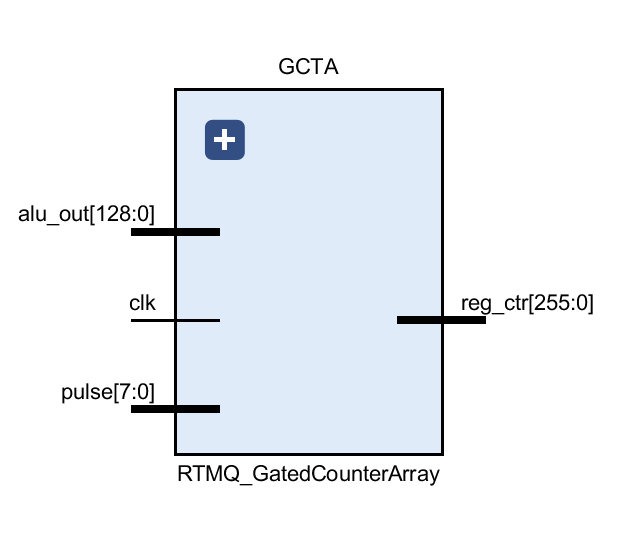 GCTA
alu_out[128:0]
clk
reg_ctr[255:0]
pulse[7:0]
RTMQ_GatedCounterArray